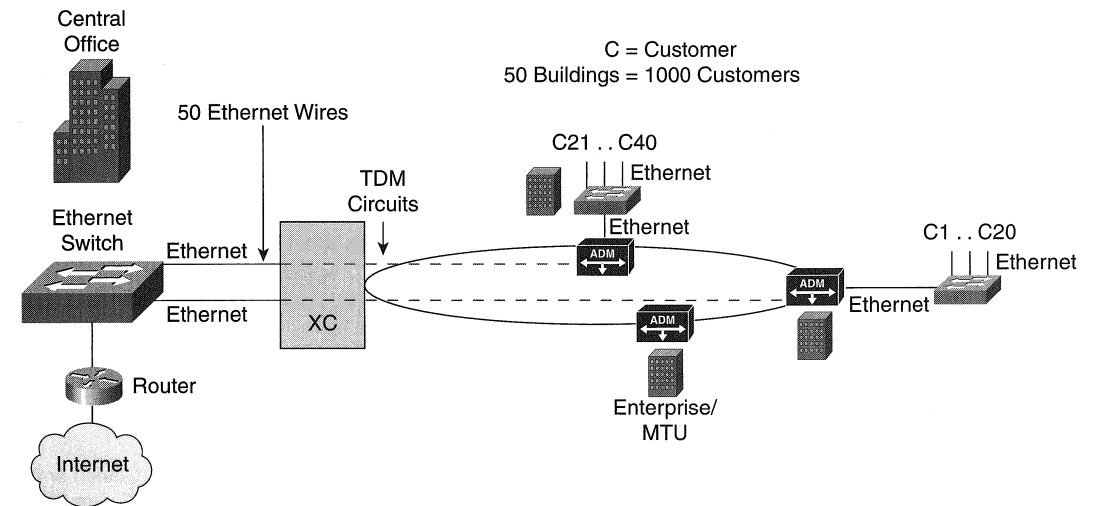 Central
Office
C = Customer
50 Buildings = 1000 Customers
50 Ethernet Wires
C21 . . C40
Ethernet
TDM
Circuits
Ethernet
Switch
Ethernet
Ethernet
ADM
C1 . . C20
Ethernet
ADM
Ethernet
Ethernet
XC
ADM
Router
Enterprise/
MTU
Internet